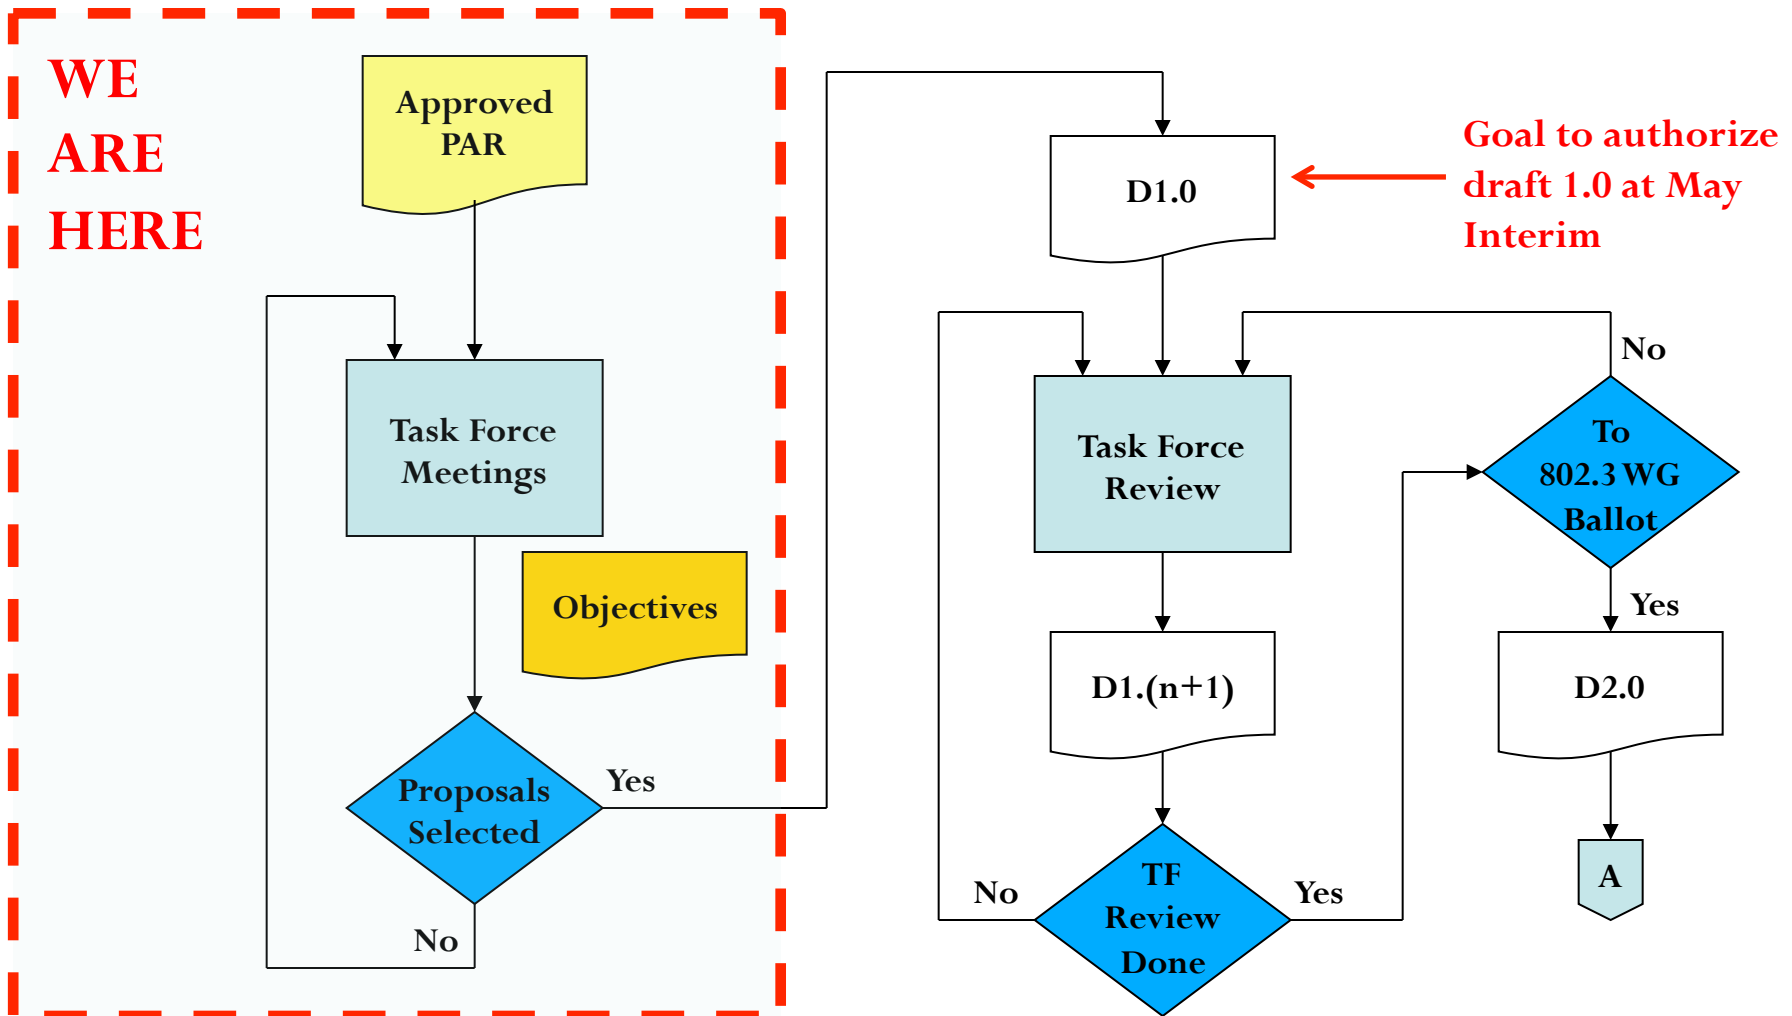 WE
ARE
HERE
Approved
PAR
Task Force
Meetings
Objectives
Proposals
Selected
Yes
No
D1.0
Goal to authorize
draft 1.0 at May
Interim
Task Force
Review
D1.(n+1)
TF
Review
Done
No
Yes
To
802.3 WG
Ballot
No
Yes
D2.0
A